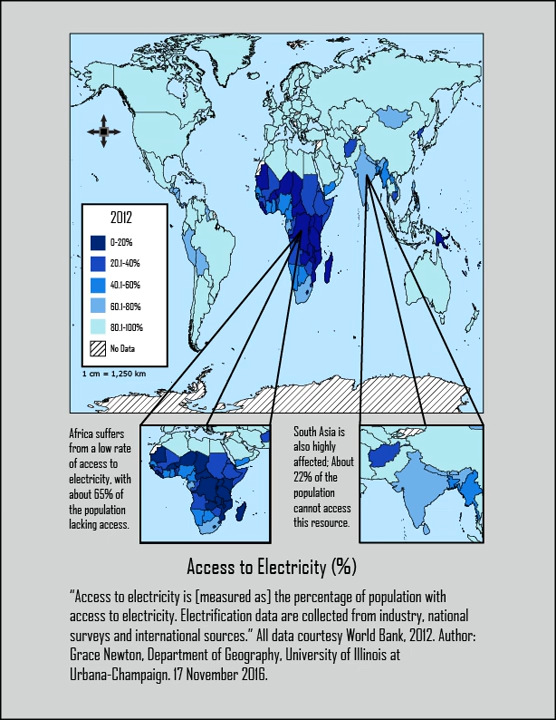 2012
0-20%
20.1-40%
40.1-60%
60.1-80%
80.1-100%
No Data
1 cm = 1,250 km
Africa suffers
from a low rate
of access to
electricity, with
about 65% of
the population
lacking access.
South Asia is
also highly
affected; About
22% of the
population
cannot access
this resource.
Access to Electricity (%)
“Access to electricity is [measured as] the percentage of population with
access to electricity. Electrification data are collected from industry, national
surveys and international sources.” All data courtesy World Bank, 2012. Author:
Grace Newton, Department of Geography, University of Illinois at
Urbana-Champaign. 17 November 2016.